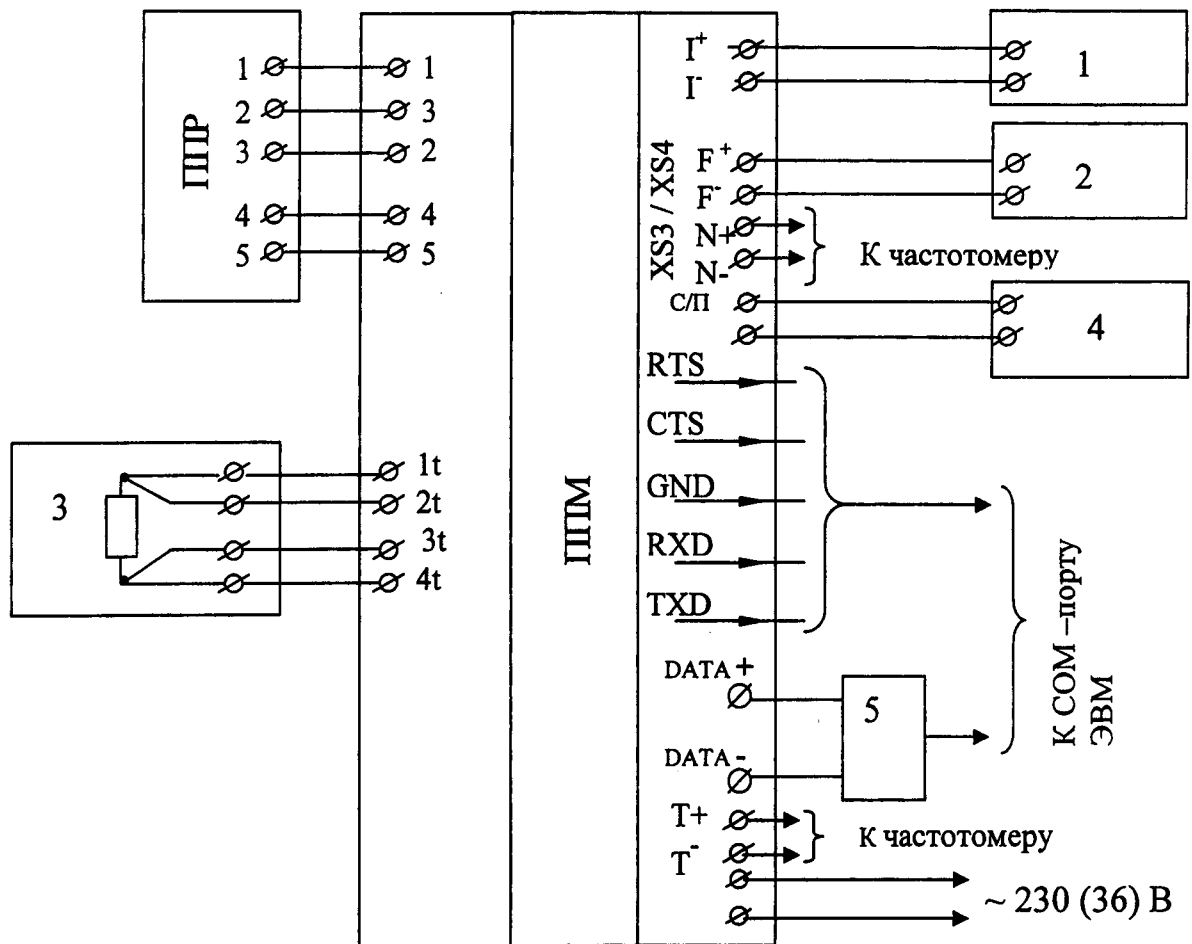 ППР
1 1
2 3
3 2
4 4
5 5
3
1t
2t
3t
4t
ППМ
XS3 / XS4
I+
I-
1
F+
F-
2
N+
N-
К частотомеру
С/П
4
RTS
CTS
GND
RXD
TXD
DATA +
DATA -
5
К COM –порту
ЭВМ
T+
T-
К частотомеру
~ 230 (36) В